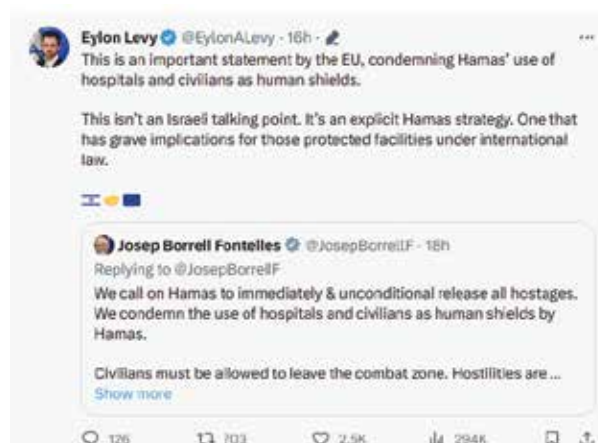 Eylon Levy @EylonALevy · 16h ·
This is an important statement by the EU, condemning Hamas' use of
hospitals and civilians as human shields.
This isn't an Israeli talking point. It's an explicit Hamas strategy. One that
has grave implications for those protected facilities under international
law.
Josep Borrell Fontelles @JosepBorrellF · 18h
Replying to @JosepBorrellF
We call on Hamas to immediately & unconditional release all hostages.
We condemn the use of hospitals and civilians as human shields by
Hamas.
Civilians must be allowed to leave the combat zone. Hostilities are ...
Show more
126 703 2.5K 294K